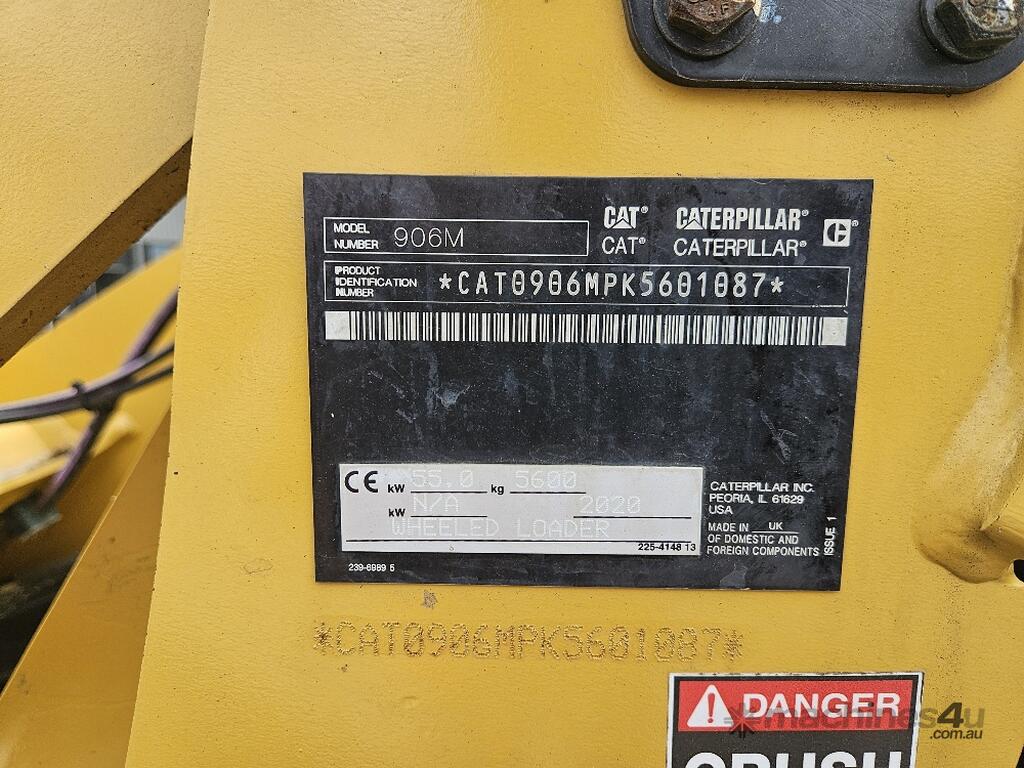 MODEL NUMBER 906M CAT® CATERPILLAR®
CAT® CATERPILLAR®
PRODUCT IDENTIFICATION NUMBER *CAT0906MPK5601087*
CE kW 55.0 kg 5600
kW N/A 2020
WHEELED LOADER
225-4148 13
239-6989 5
CATERPILLAR INC.
PEORIA, IL 61629
USA
MADE IN UK
OF DOMESTIC AND
FOREIGN COMPONENTS
ISSUE 1
*CAT0906MPK5601087*
DANGER
CRUSH
machines4u
.com.au